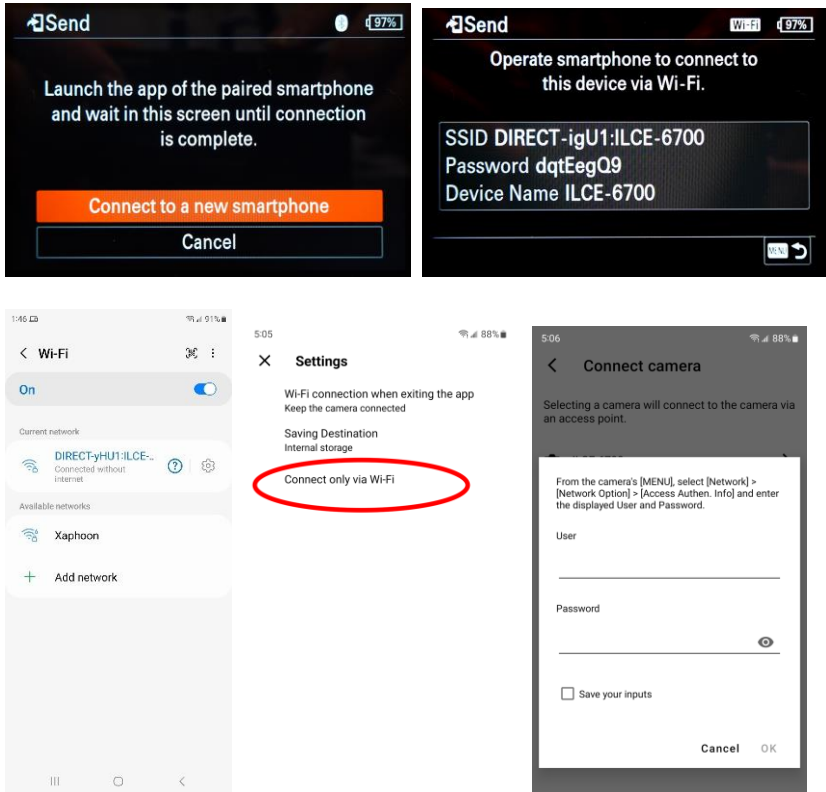 Send
97%
Launch the app of the paired smartphone
and wait in this screen until connection
is complete.
Connect to a new smartphone
Cancel
Send
Wi-Fi
97%
Operate smartphone to connect to
this device via Wi-Fi.
SSID DIRECT-igU1:ILCE-6700
Password dqtEegQ9
Device Name ILCE-6700
MENU
1:46
91%
Wi-Fi
On
Current network
DIRECT-yHU1:ILCE-..
Connected without
internet
Available networks
Xaphoon
Add network
5:05
88%
Settings
Wi-Fi connection when exiting the app
Keep the camera connected
Saving Destination
Internal storage
Connect only via Wi-Fi
5:06
88%
Connect camera
Selecting a camera will connect to the camera via
an access point.
From the camera's [MENU], select [Network] >
[Network Option] > [Access Authen. Info] and enter
the displayed User and Password.
User
Password
Save your inputs
Cancel OK